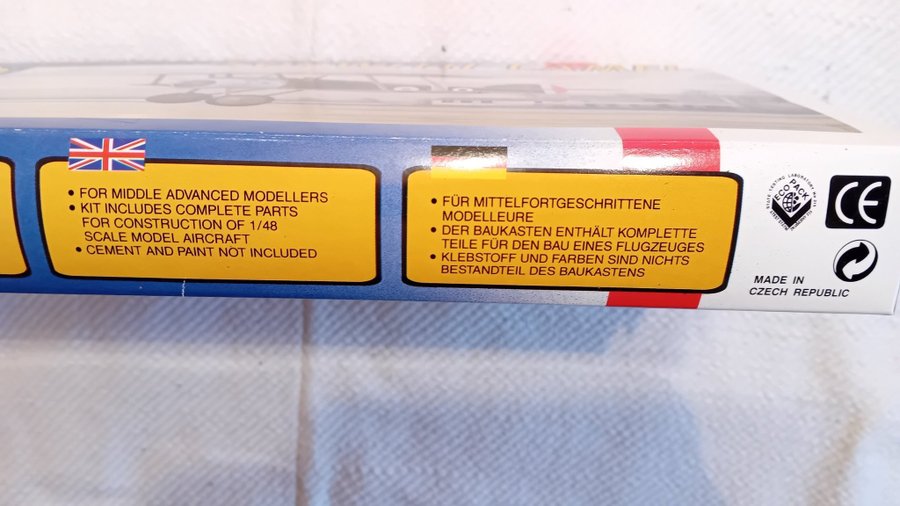 • FOR MIDDLE ADVANCED MODELLERS
• KIT INCLUDES COMPLETE PARTS
FOR CONSTRUCTION OF 1/48
SCALE MODEL AIRCRAFT
• CEMENT AND PAINT NOT INCLUDED
• FÜR MITTELFORTGESCHRITTENE
MODELLEURE
• DER BAUKASTEN ENTHÄLT KOMPLETTE
TEILE FÜR DEN BAU EINES FLUGZEUGES
• KLEBSTOFF UND FARBEN SIND NICHTS
BESTANDTEIL DES BAUKASTENS
ECO PACK
CE
MADE IN
CZECH REPUBLIC